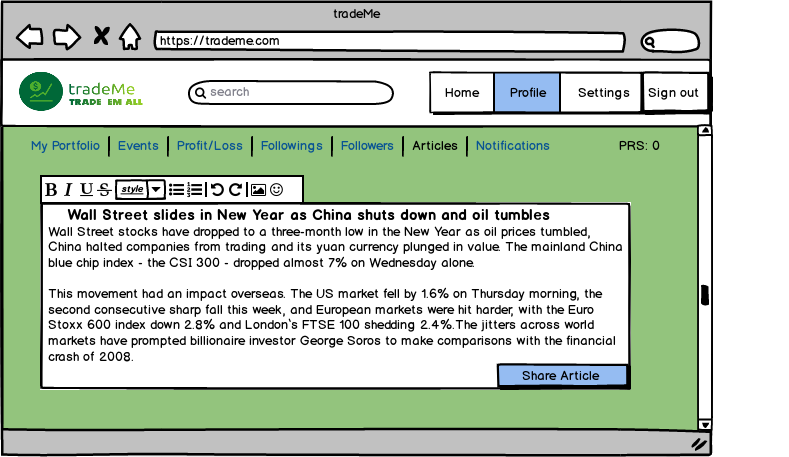 tradeMe
https://trademe.com
tradeMe
TRADE EM ALL
search
Home Profile Settings Sign out
My Portfolio Events Profit/Loss Followings Followers Articles Notifications PRS: 0
B I U S style
Wall Street slides in New Year as China shuts down and oil tumbles
Wall Street stocks have dropped to a three-month low in the New Year as oil prices tumbled,
China halted companies from trading and its yuan currency plunged in value. The mainland China
blue chip index - the CSI 300 - dropped almost 7% on Wednesday alone.
This movement had an impact overseas. The US market fell by 1.6% on Thursday morning, the
second consecutive sharp fall this week, and European markets were hit harder, with the Euro
Stoxx 600 index down 2.8% and London`s FTSE 100 shedding 2.4%.The jitters across world
markets have prompted billionaire investor George Soros to make comparisons with the financial
crash of 2008.
Share Article